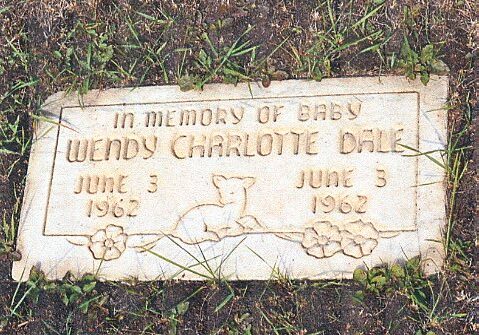 IN MEMORY OF BABY
WENDY CHARLOTTE DALE
JUNE 3 JUNE 3
1962 1962